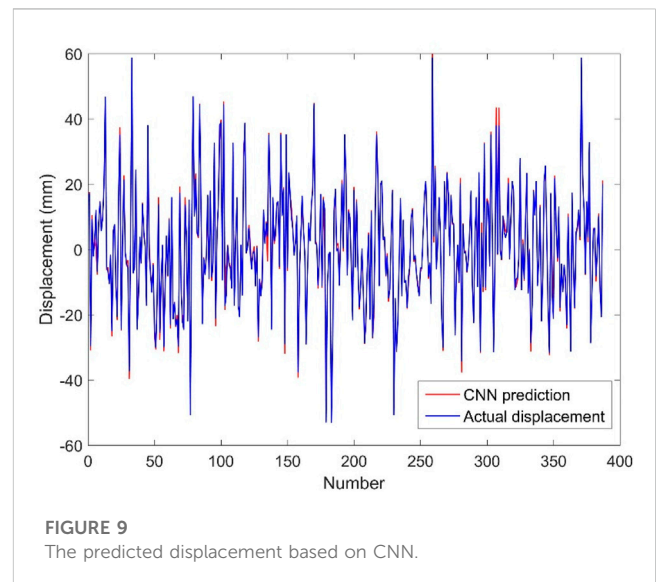 60
40
20
0
-20
-40
-60
Displacement (mm)
CNN prediction
Actual displacement
0 50 100 150 200 250 300 350 400
Number
FIGURE 9
The predicted displacement based on CNN.